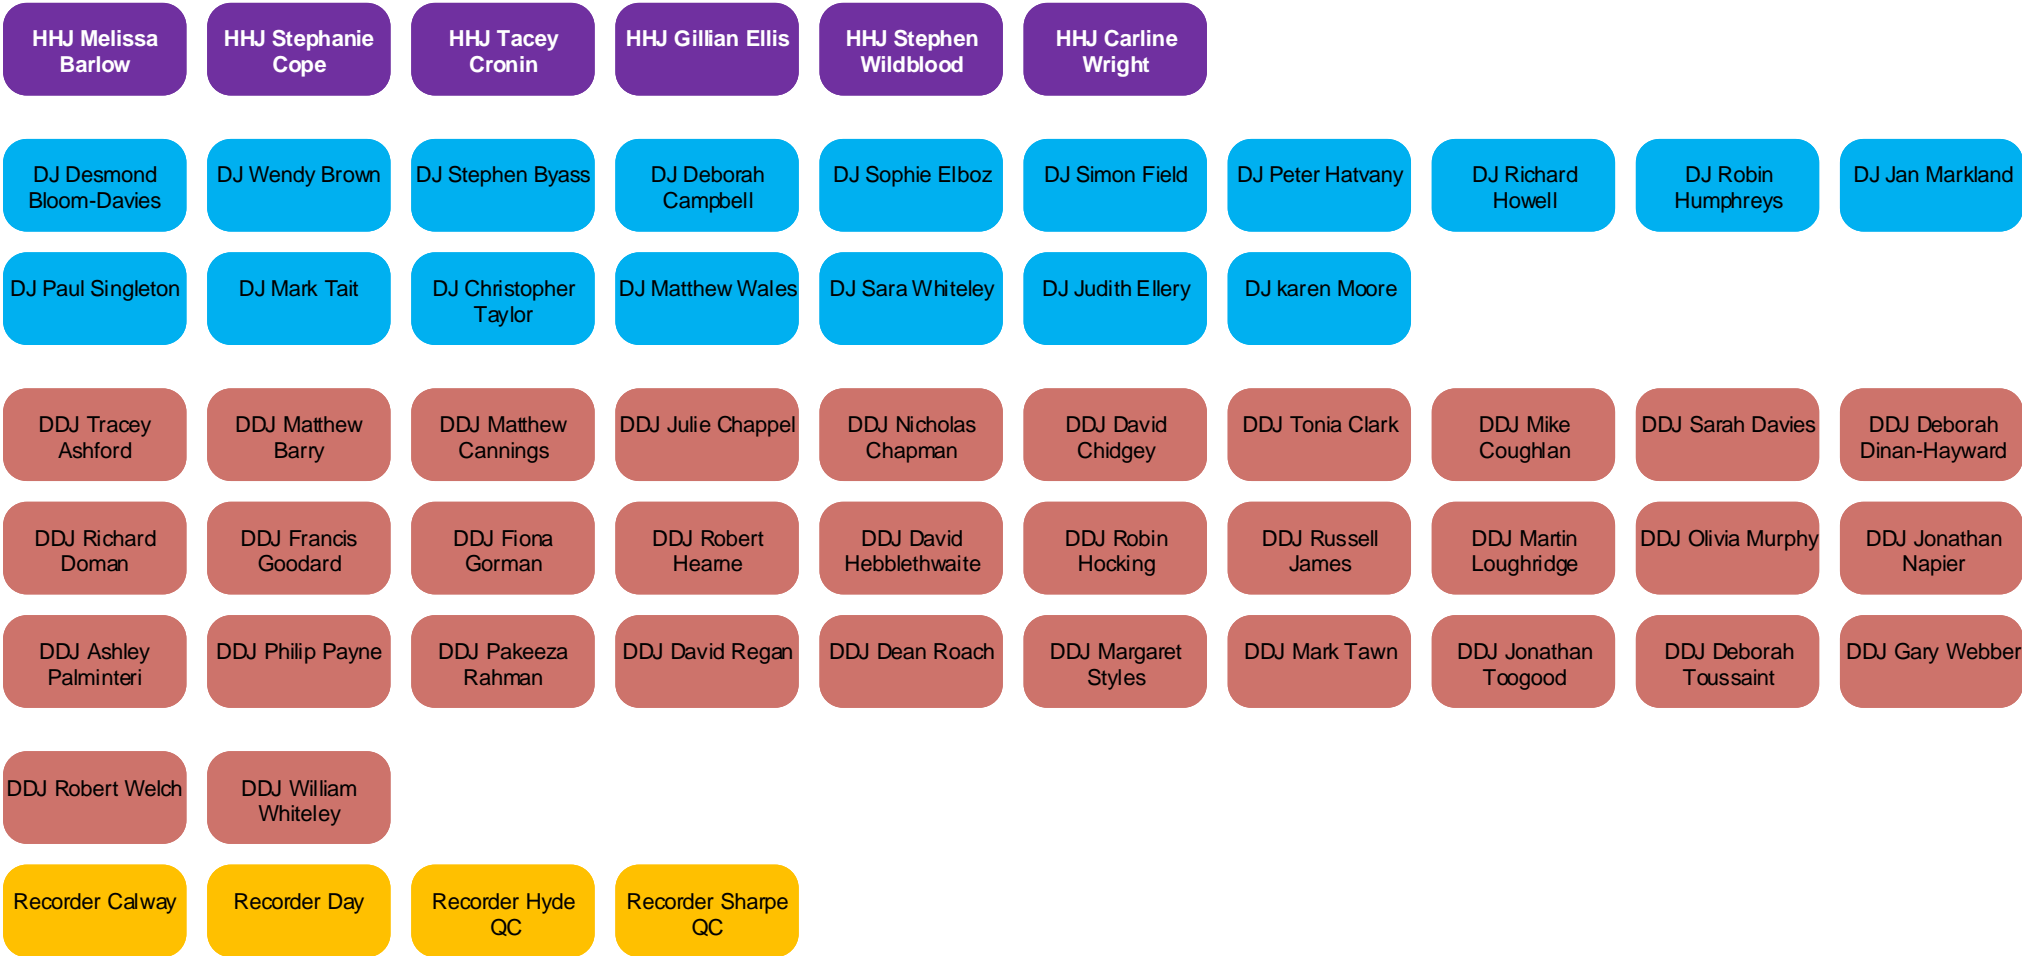 HHJ Melissa
Barlow
HHJ Stephanie
Cope
HHJ Tacey
Cronin
HHJ Gillian Ellis
HHJ Stephen
Wildblood
HHJ Carline
Wright
DJ Desmond
Bloom-Davies
DJ Wendy Brown
DJ Stephen Byass
DJ Deborah
Campbell
DJ Sophie Elboz
DJ Simon Field
DJ Peter Hatvany
DJ Richard
Howell
DJ Robin
Humphreys
DJ Jan Markland
DJ Paul Singleton
DJ Mark Tait
DJ Christopher
Taylor
DJ Matthew Wales
DJ Sara Whiteley
DJ Judith Ellery
DJ karen Moore
DDJ Tracey
Ashford
DDJ Matthew
Barry
DDJ Matthew
Cannings
DDJ Julie Chappel
DDJ Nicholas
Chapman
DDJ David
Chidgey
DDJ Tonia Clark
DDJ Mike
Coughlan
DDJ Sarah Davies
DDJ Deborah
Dinan-Hayward
DDJ Richard
Doman
DDJ Francis
Goodard
DDJ Fiona
Gorman
DDJ Robert
Hearne
DDJ David
Hebblethwaite
DDJ Robin
Hocking
DDJ Russell
James
DDJ Martin
Loughridge
DDJ Olivia Murphy
DDJ Jonathan
Napier
DDJ Ashley
Palminteri
DDJ Philip Payne
DDJ Pakeeza
Rahman
DDJ David Regan
DDJ Dean Roach
DDJ Margaret
Styles
DDJ Mark Tawn
DDJ Jonathan
Toogood
DDJ Deborah
Toussaint
DDJ Gary Webber
DDJ Robert Welch
DDJ William
Whiteley
Recorder Calway
Recorder Day
Recorder Hyde
QC
Recorder Sharpe
QC